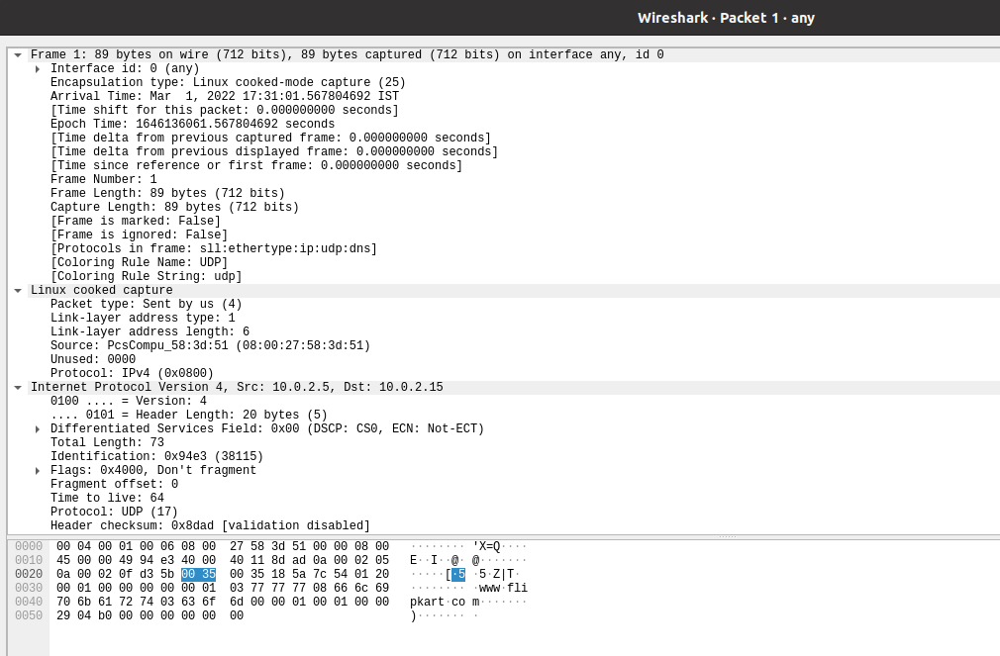 Wireshark · Packet 1 · any
Frame 1: 89 bytes on wire (712 bits), 89 bytes captured (712 bits) on interface any, id 0
Interface id: 0 (any)
Encapsulation type: Linux cooked-mode capture (25)
Arrival Time: Mar  1, 2022 17:31:01.567804692 IST
[Time shift for this packet: 0.000000000 seconds]
Epoch Time: 1646136061.567804692 seconds
[Time delta from previous captured frame: 0.000000000 seconds]
[Time delta from previous displayed frame: 0.000000000 seconds]
[Time since reference or first frame: 0.000000000 seconds]
Frame Number: 1
Frame Length: 89 bytes (712 bits)
Capture Length: 89 bytes (712 bits)
[Frame is marked: False]
[Frame is ignored: False]
[Protocols in frame: sll:ethertype:ip:udp:dns]
[Coloring Rule Name: UDP]
[Coloring Rule String: udp]
Linux cooked capture
Packet type: Sent by us (4)
Link-layer address type: 1
Link-layer address length: 6
Source: PcsCompu_58:3d:51 (08:00:27:58:3d:51)
Unused: 0000
Protocol: IPv4 (0x0800)
Internet Protocol Version 4, Src: 10.0.2.5, Dst: 10.0.2.15
0100 .... = Version: 4
.... 0101 = Header Length: 20 bytes (5)
Differentiated Services Field: 0x00 (DSCP: CS0, ECN: Not-ECT)
Total Length: 73
Identification: 0x94e3 (38115)
Flags: 0x4000, Don't fragment
Fragment offset: 0
Time to live: 64
Protocol: UDP (17)
Header checksum: 0x8dad [validation disabled]
0000 00 04 00 01 00 06 08 00  27 58 3d 51 00 00 08 00 ········ 'X=Q····
0010 45 00 00 49 94 e3 40 00  40 11 8d ad 0a 00 02 05 E··I··@· @·······
0020 0a 00 02 0f d3 5b 00 35  00 35 18 5a 7c 54 01 20 ·····[·5 ·5·Z|T·
0030 00 01 00 00 00 00 00 01  03 77 77 77 08 66 6c 69 ········ ·www·fli
0040 70 6b 61 72 74 03 63 6f  6d 00 00 01 00 01 00 00 pkart·co m·······
0050 29 04 b0 00 00 00 00 00  00 )······· ·